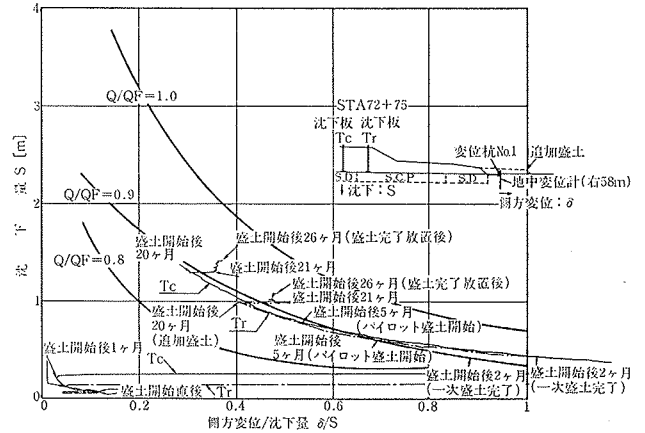 4
3
2
1
0
沈下量 S [m]
Q/QF=1.0
Q/QF=0.9
Q/QF=0.8
STA72+75
沈下板 沈下板
Tc Tr
変位杭No.1
追加盛土
S.D
S.C.P
S.D
↓沈下:S
地中変位計(右58m)
側方変位:δ
盛土開始後
20ヶ月
盛土開始後26ヶ月(盛土完了放置後)
盛土開始後21ヶ月
Tc
盛土開始後26ヶ月(盛土完了放置後)
盛土開始後21ヶ月
盛土開始後
20ヶ月
(追加盛土)
Tr
盛土開始後5ヶ月
(パイロット盛土開始)
盛土開始後
5ヶ月(パイロット盛土開始)
盛土開始後1ヶ月
Tc
盛土開始直後
Tr
盛土開始後2ヶ月
(一次盛土完了)
盛土開始後2ヶ月
(一次盛土完了)
0 0.2 0.4 0.6 0.8 1
側方変位/沈下量 δ/S